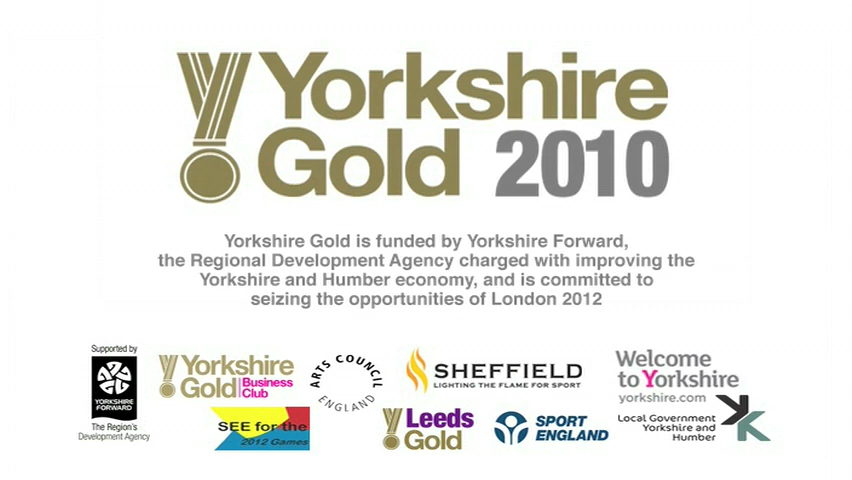 Yorkshire
Gold 2010
Yorkshire Gold is funded by Yorkshire Forward,
the Regional Development Agency charged with improving the
Yorkshire and Humber economy, and is committed to
seizing the opportunities of London 2012
Supported by
YORKSHIRE
FORWARD
The Region's
Development Agency
Yorkshire
Gold Business
Club
ARTS COUNCIL
ENGLAND
SHEFFIELD
LIGHTING THE FLAME FOR SPORT
Welcome
to Yorkshire
yorkshire.com
SEE for the
2012 Games
Leeds
Gold
SPORT
ENGLAND
Local Government
Yorkshire and
Humber